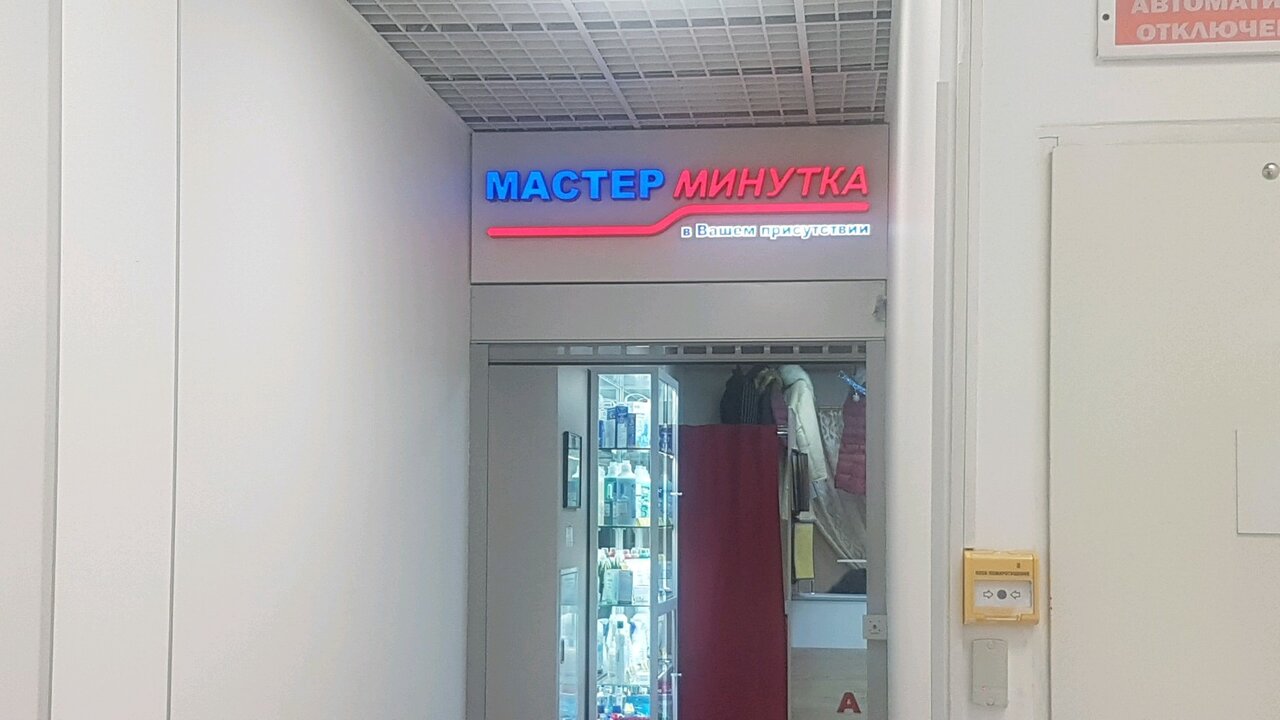 АВТОМАТИ
ОТКЛЮЧЕ
МАСТЕР МИНУТКА
в Вашем присутствии
А